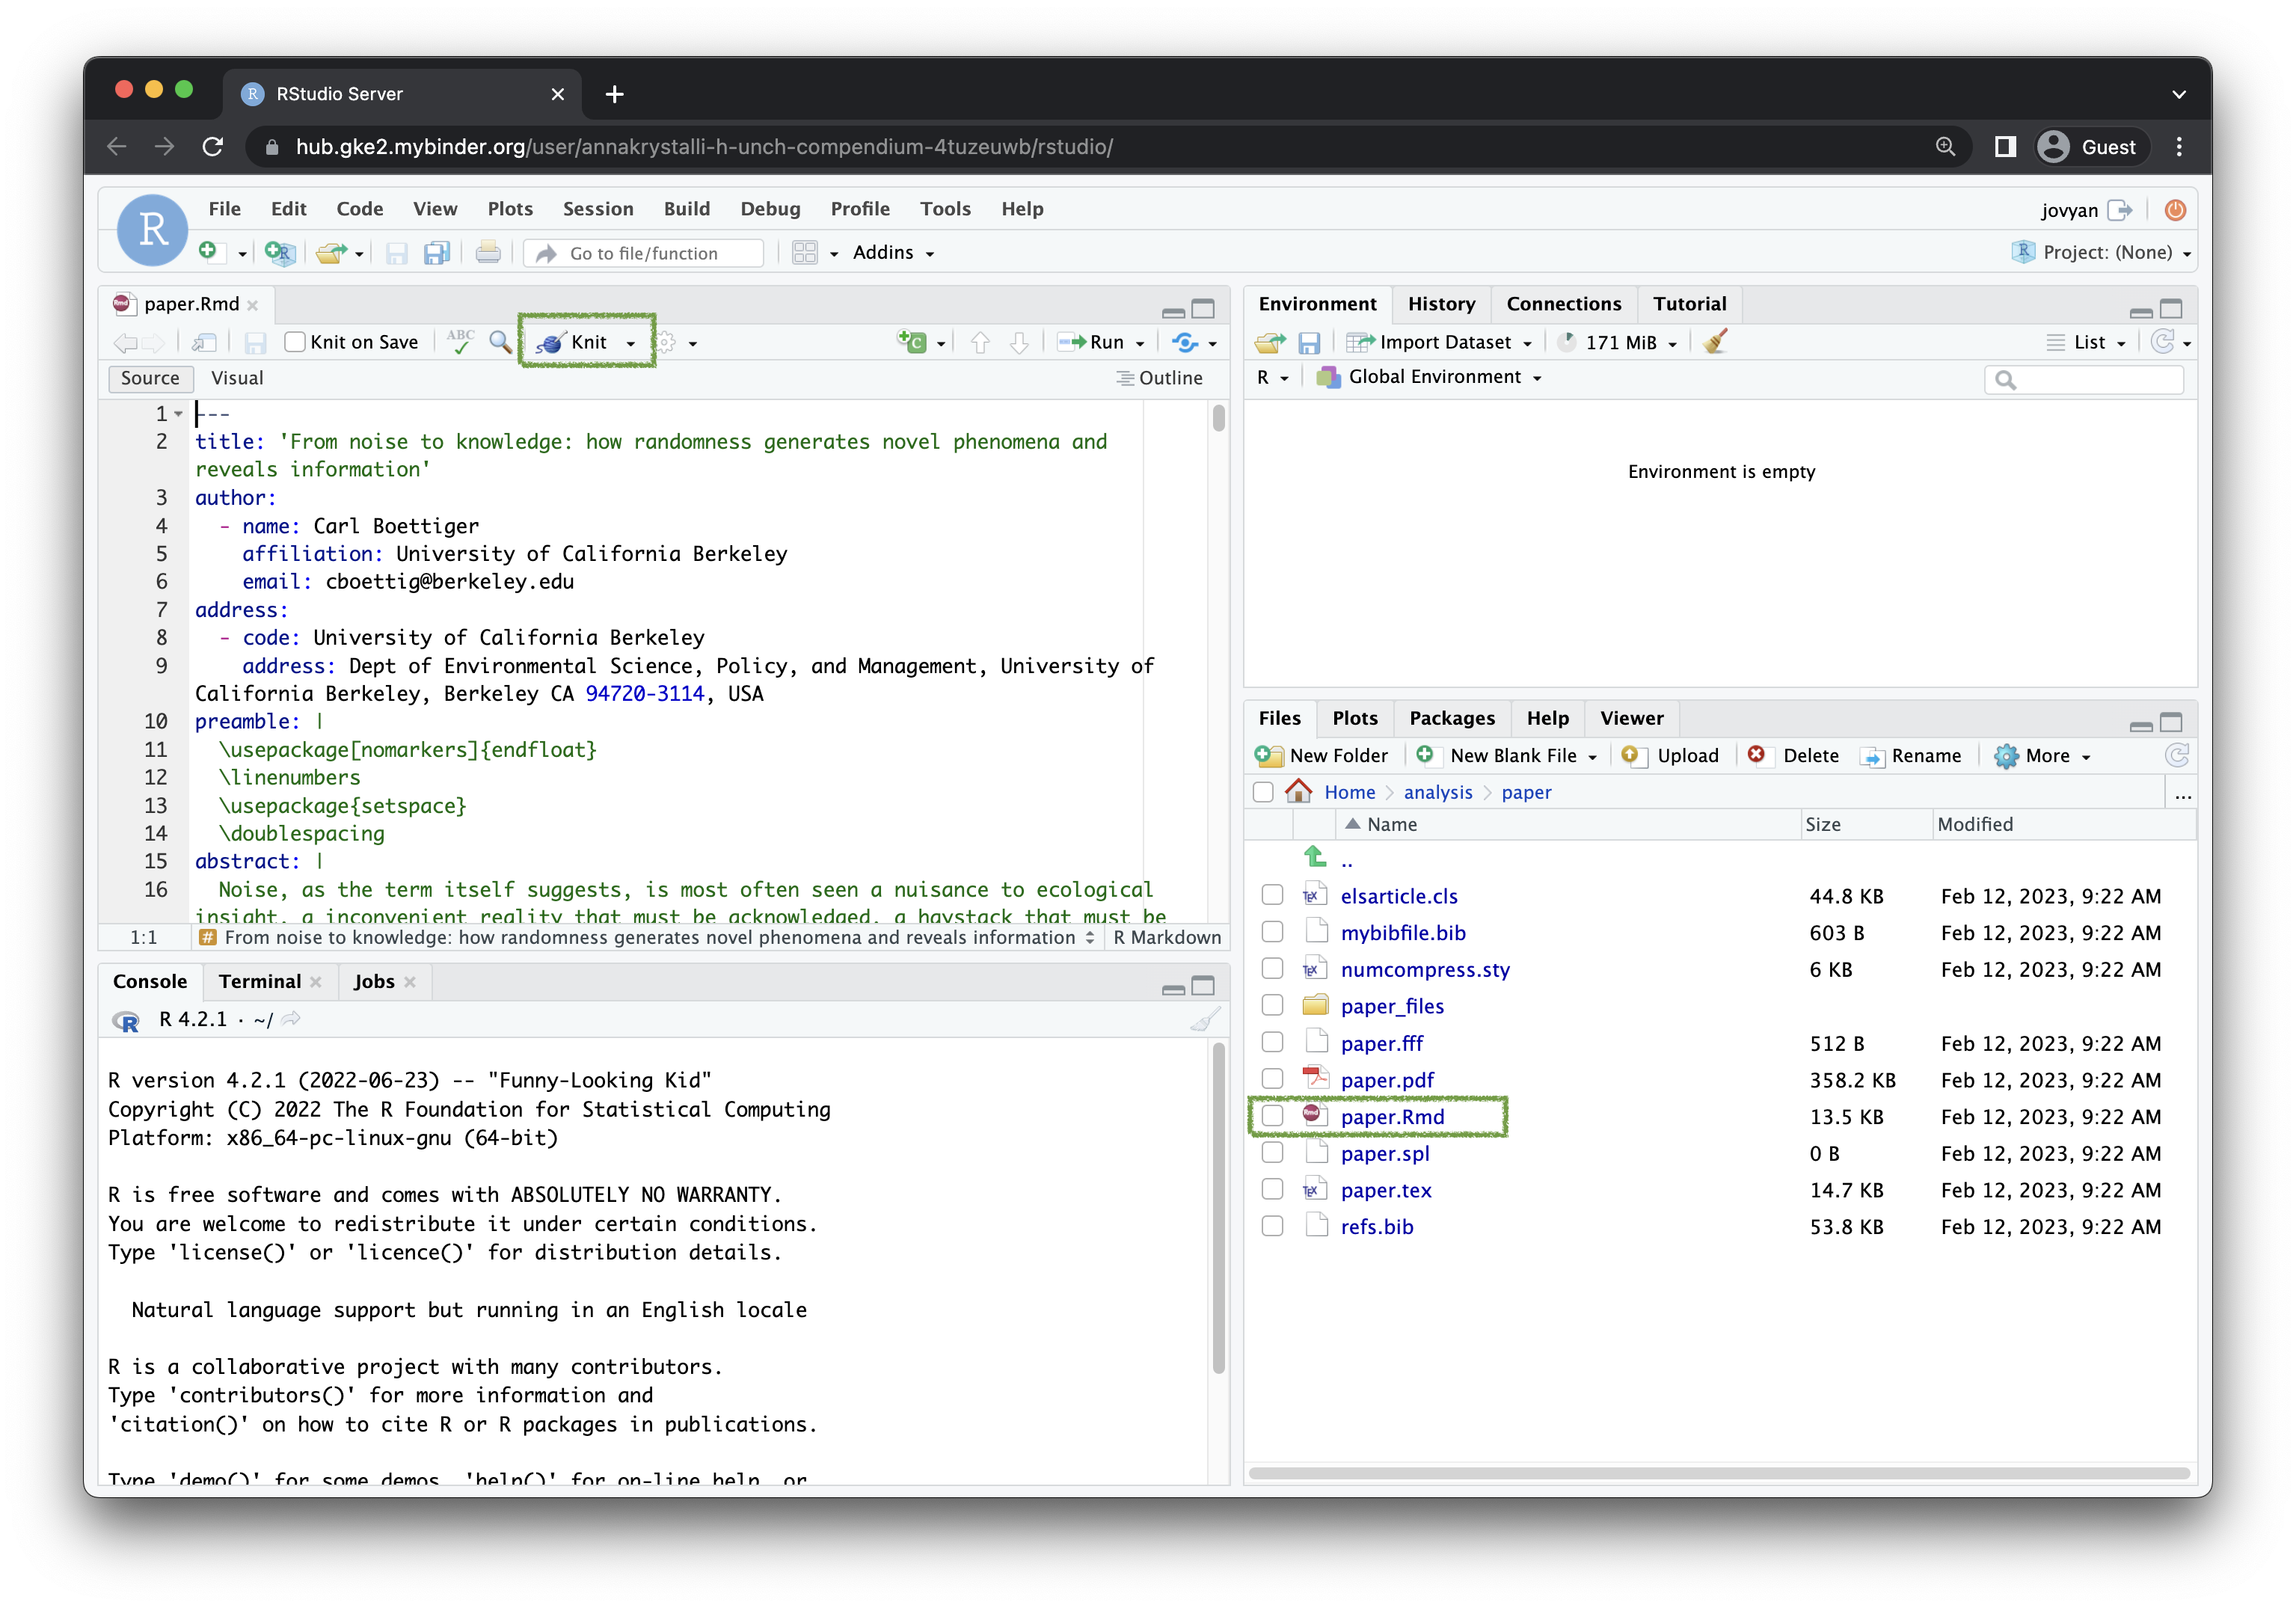 RStudio Server
hub.gke2.mybinder.org/user/annakrystalli-h-unch-compendium-4tuzeuwb/rstudio/
Guest
R
File Edit Code View Plots Session Build Debug Profile Tools Help
jovyan
Go to file/function
Addins
Project: (None)
paper.Rmd
Knit on Save
ABC
Knit
Run
Source Visual
Outline
1 ---
2 title: 'From noise to knowledge: how randomness generates novel phenomena and
reveals information'
3 author:
4 - name: Carl Boettiger
5 affiliation: University of California Berkeley
6 email: cboettig@berkeley.edu
7 address:
8 - code: University of California Berkeley
9 address: Dept of Environmental Science, Policy, and Management, University of
California Berkeley, Berkeley CA 94720-3114, USA
10 preamble: |
11 \usepackage[nomarkers]{endfloat}
12 \linenumbers
13 \usepackage{setspace}
14 \doublespacing
15 abstract: |
16 Noise, as the term itself suggests, is most often seen a nuisance to ecological
insight, a inconvenient reality that must be acknowledged, a haystack that must be
1:1 # From noise to knowledge: how randomness generates novel phenomena and reveals information R Markdown
Console Terminal Jobs
R 4.2.1 · ~/
R version 4.2.1 (2022-06-23) -- "Funny-Looking Kid"
Copyright (C) 2022 The R Foundation for Statistical Computing
Platform: x86_64-pc-linux-gnu (64-bit)
R is free software and comes with ABSOLUTELY NO WARRANTY.
You are welcome to redistribute it under certain conditions.
Type 'license()' or 'licence()' for distribution details.
Natural language support but running in an English locale
R is a collaborative project with many contributors.
Type 'contributors()' for more information and
'citation()' on how to cite R or R packages in publications.
Type 'demo()' for some demos, 'help()' for on-line help, or
Environment History Connections Tutorial
Import Dataset 171 MiB List
R Global Environment
Environment is empty
Files Plots Packages Help Viewer
New Folder New Blank File Upload Delete Rename More
Home > analysis > paper ...
Name Size Modified
..
elsarticle.cls 44.8 KB Feb 12, 2023, 9:22 AM
mybibfile.bib 603 B Feb 12, 2023, 9:22 AM
numcompress.sty 6 KB Feb 12, 2023, 9:22 AM
paper_files
paper.fff 512 B Feb 12, 2023, 9:22 AM
paper.pdf 358.2 KB Feb 12, 2023, 9:22 AM
paper.Rmd 13.5 KB Feb 12, 2023, 9:22 AM
paper.spl 0 B Feb 12, 2023, 9:22 AM
paper.tex 14.7 KB Feb 12, 2023, 9:22 AM
refs.bib 53.8 KB Feb 12, 2023, 9:22 AM